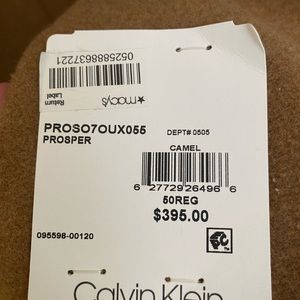 0525888637221
★macy's
Return
Label
PROSO7OUX055
PROSPER
DEPT# 0505
CAMEL
6 27729 26496 6
50REG
$395.00
095598-00120
Calvin Klein